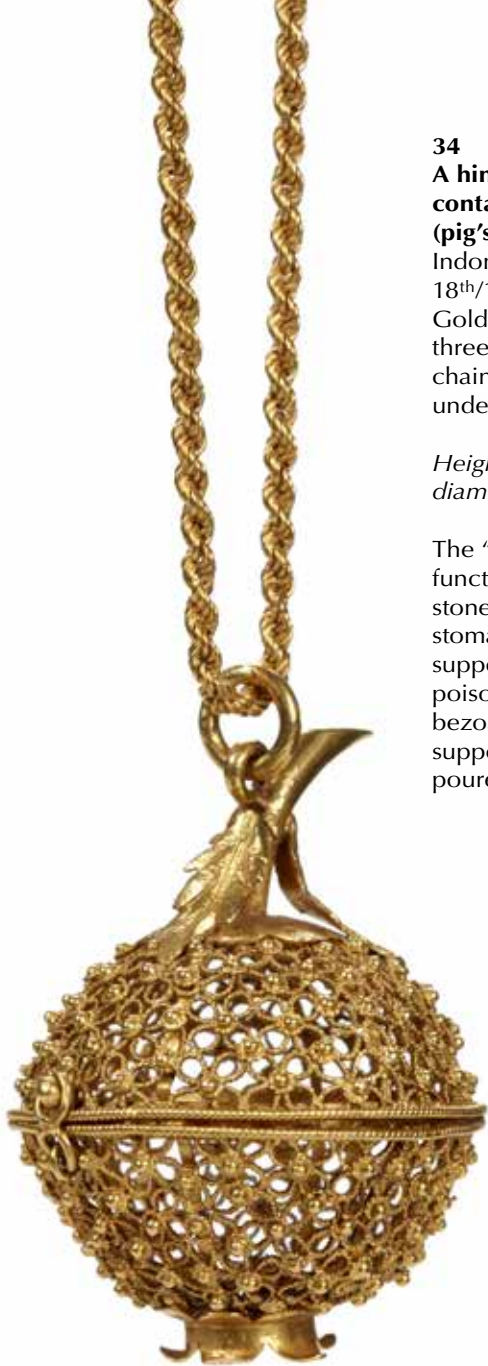 34
A hin
conta
(pig's
Indor
18th/1
Gold
three
chain
unde
Heigh
diam
The "
funct
stone
stoma
suppo
poiso
bezo
suppo
poure